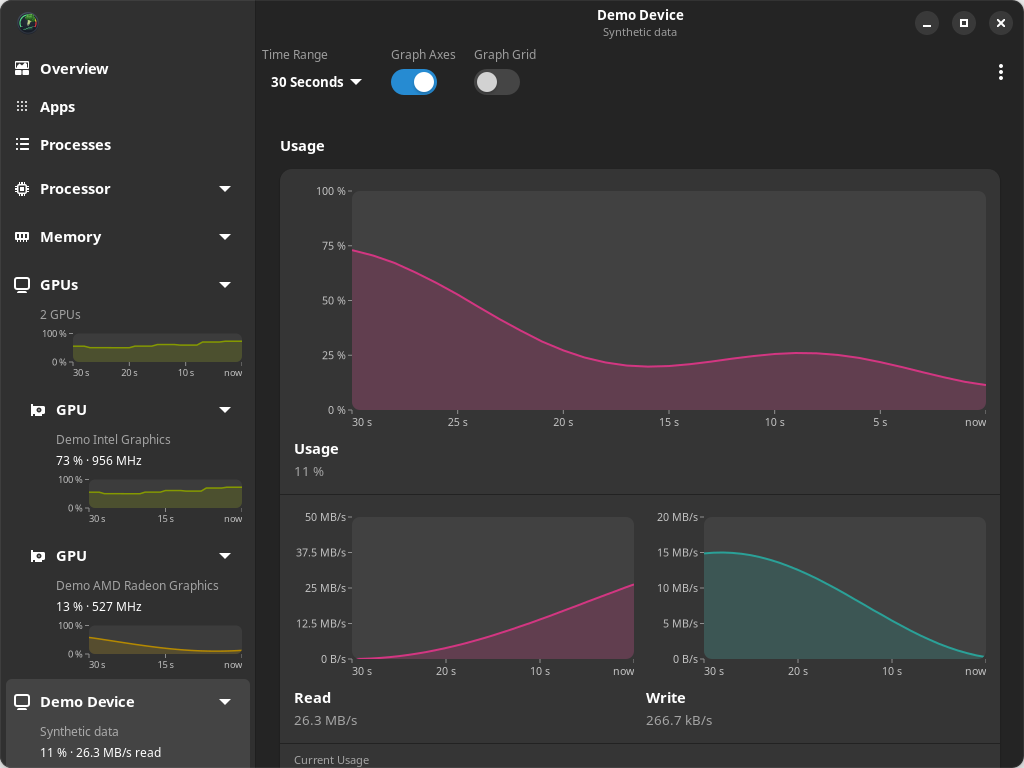 Demo Device
Synthetic data
Time Range
Graph Axes
Graph Grid
30 Seconds
Overview
Apps
Processes
Processor
Memory
GPUs
2 GPUs
100 %
0 %
30 s
20 s
10 s
now
GPU
Demo Intel Graphics
73 % · 956 MHz
100 %
0 %
30 s
15 s
now
GPU
Demo AMD Radeon Graphics
13 % · 527 MHz
100 %
0 %
30 s
15 s
now
Demo Device
Synthetic data
11 % · 26.3 MB/s read
Usage
100 %
75 %
50 %
25 %
0 %
30 s
25 s
20 s
15 s
10 s
5 s
now
Usage
11 %
50 MB/s
37.5 MB/s
25 MB/s
12.5 MB/s
0 B/s
30 s
20 s
10 s
now
Read
26.3 MB/s
20 MB/s
15 MB/s
10 MB/s
5 MB/s
0 B/s
30 s
20 s
10 s
now
Write
266.7 kB/s
Current Usage